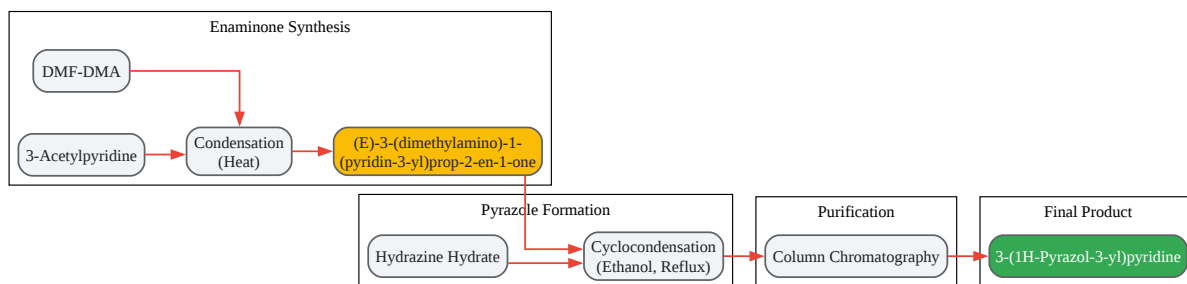 Enaminone Synthesis
DMF-DMA
3-Acetylpyridine
Condensation
(Heat)
(E)-3-(dimethylamino)-1-
(pyridin-3-yl)prop-2-en-1-one
Pyrazole Formation
Hydrazine Hydrate
Cyclocondensation
(Ethanol, Reflux)
Purification
Column Chromatography
Final Product
3-(1H-Pyrazol-3-yl)pyridine